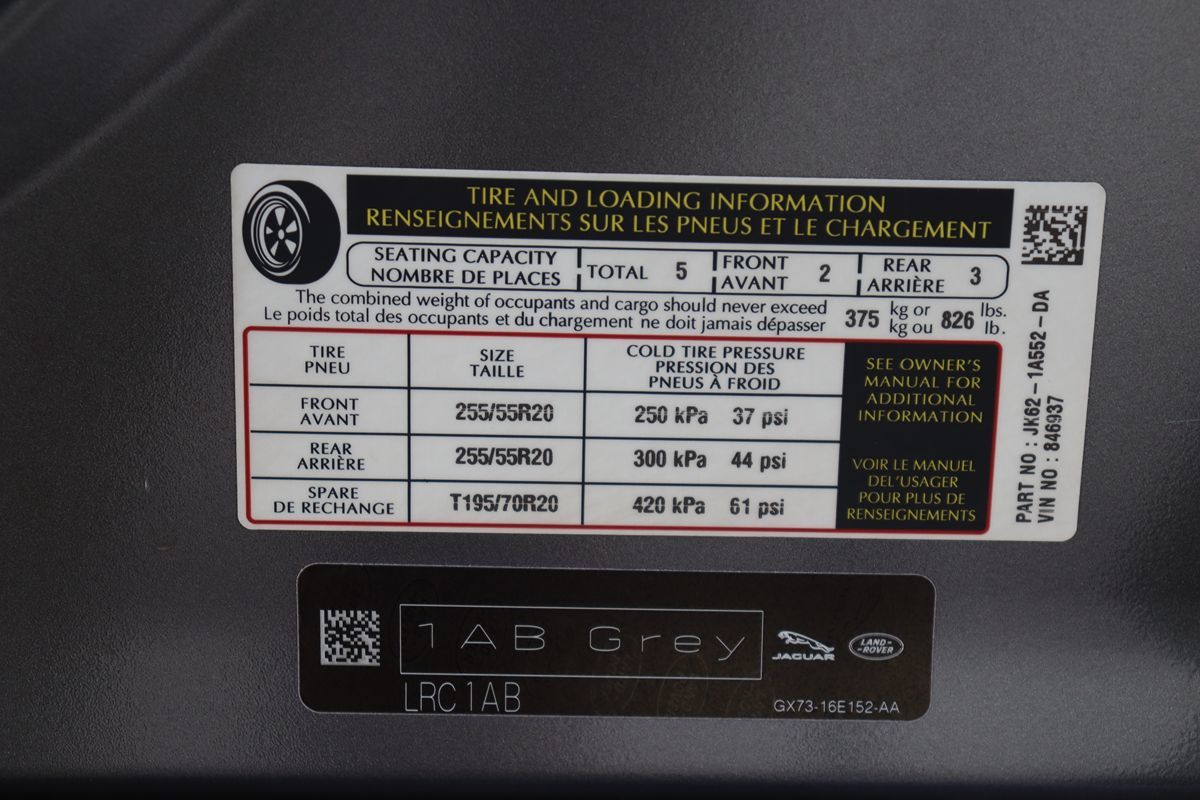 TIRE AND LOADING INFORMATION
RENSEIGNEMENTS SUR LES PNEUS ET LE CHARGEMENT
SEATING CAPACITY
NOMBRE DE PLACES
TOTAL 5
FRONT
AVANT
2
REAR
ARRIÈRE
3
The combined weight of occupants and cargo should never exceed
Le poids total des occupants et du chargement ne doit jamais dépasser
375 kg or
kg ou 826 lbs.
lb.
TIRE
PNEU
SIZE
TAILLE
COLD TIRE PRESSURE
PRESSION DES
PNEUS À FROID
FRONT
AVANT
255/55R20
250 kPa 37 psi
REAR
ARRIÈRE
255/55R20
300 kPa 44 psi
SPARE
DE RECHANGE
T195/70R20
420 kPa 61 psi
SEE OWNER'S
MANUAL FOR
ADDITIONAL
INFORMATION
VOIR LE MANUEL
DEL'USAGER
POUR PLUS DE
RENSEIGNEMENTS
PART NO : JK62-1A552-DA
VIN NO : 846937
1AB Grey
LRC1AB
JAGUAR
LAND-
-ROVER
GX73-16E152-AA